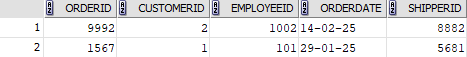 ORDERID CUSTOMERID EMPLOYEEID ORDERDATE SHIPPERID
1 9992 2 1002 14-02-25 8882
2 1567 1 101 29-01-25 5681